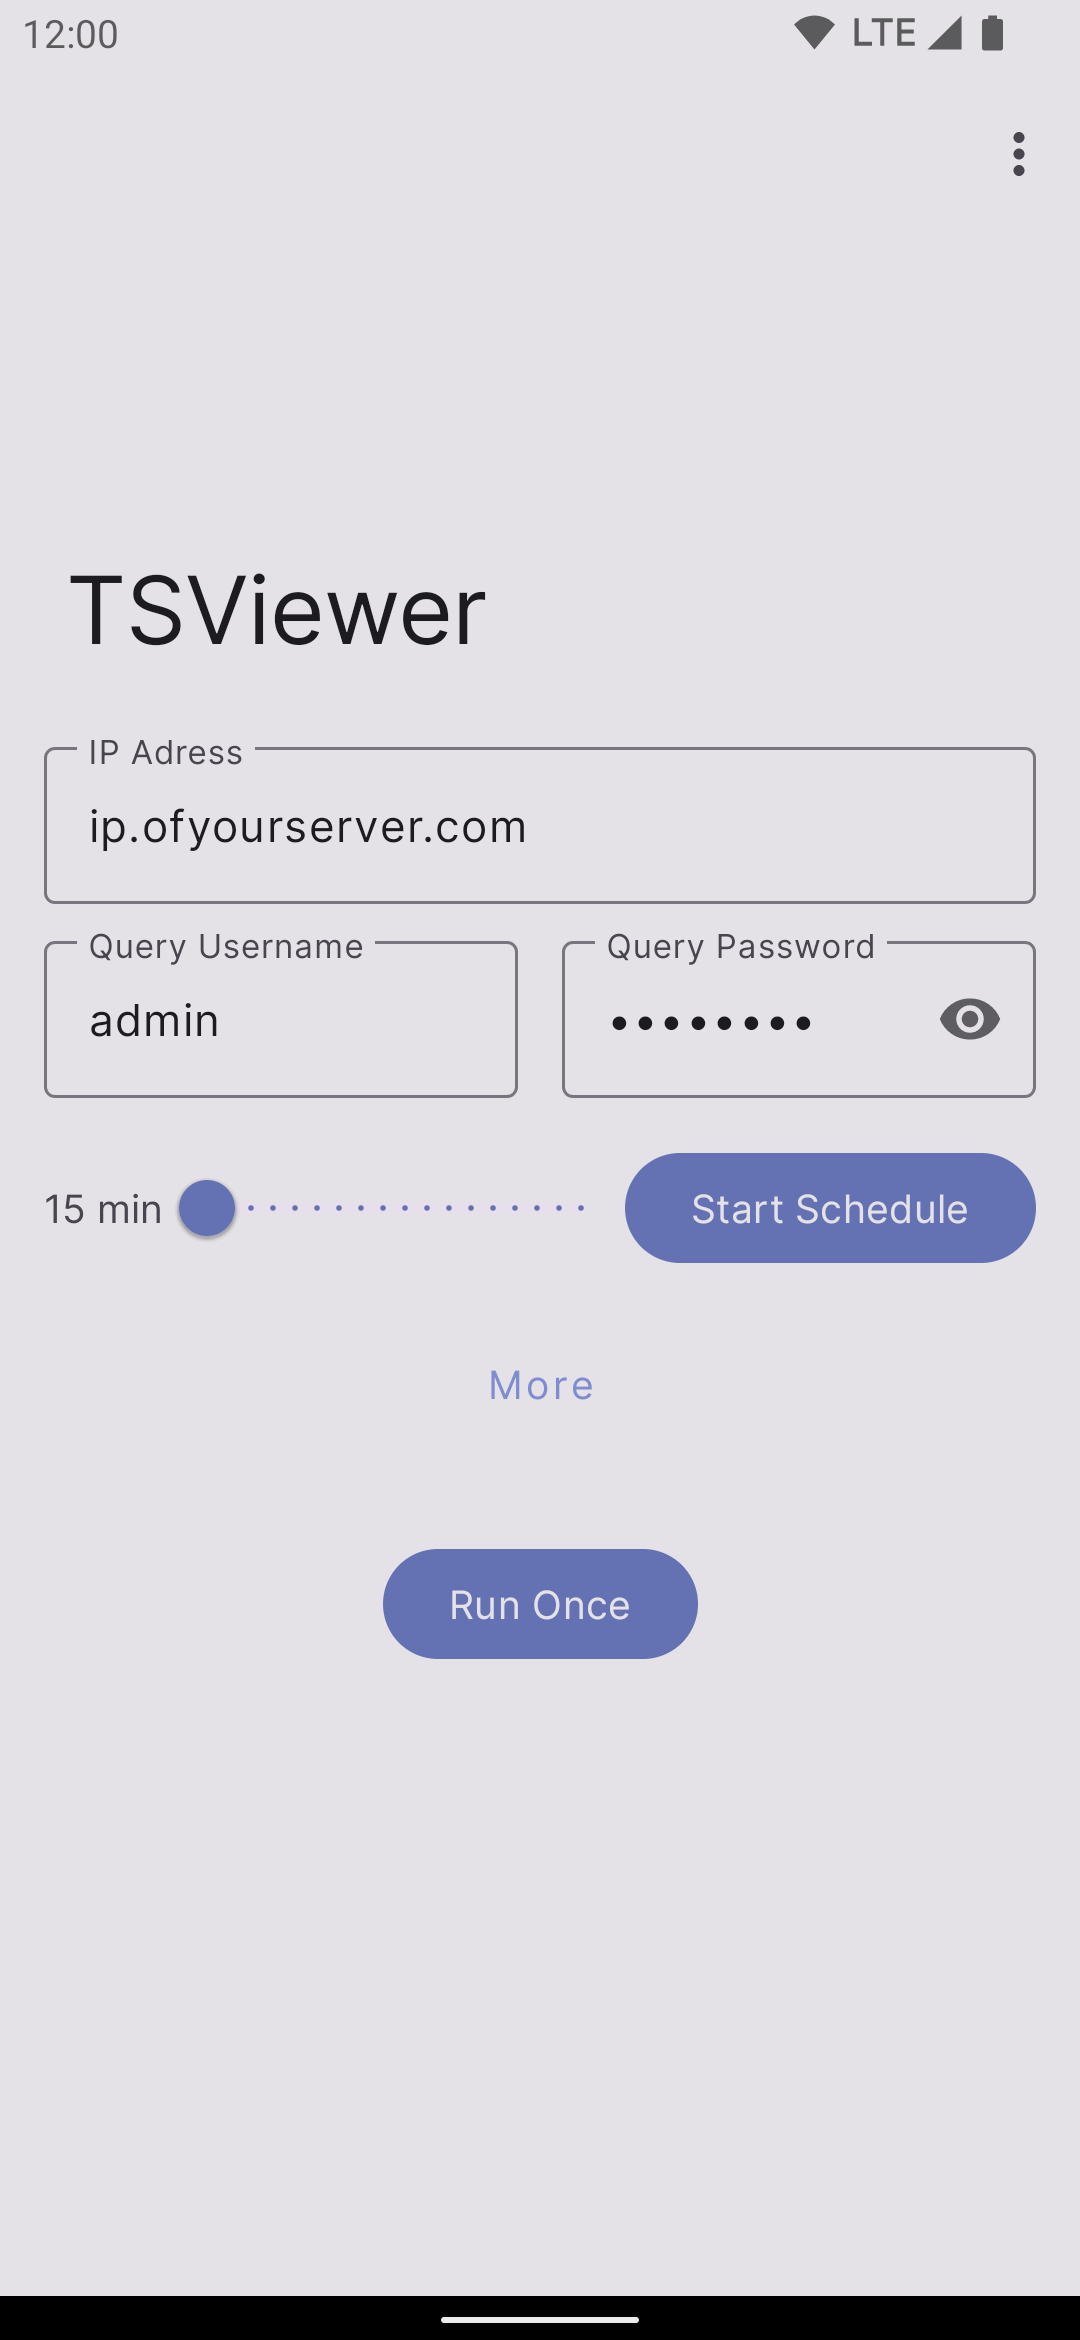 12:00 LTE
TSViewer
IP Adress
ip.ofyourserver.com
Query Username Query Password
admin ••••••••
15 min Start Schedule
More
Run Once